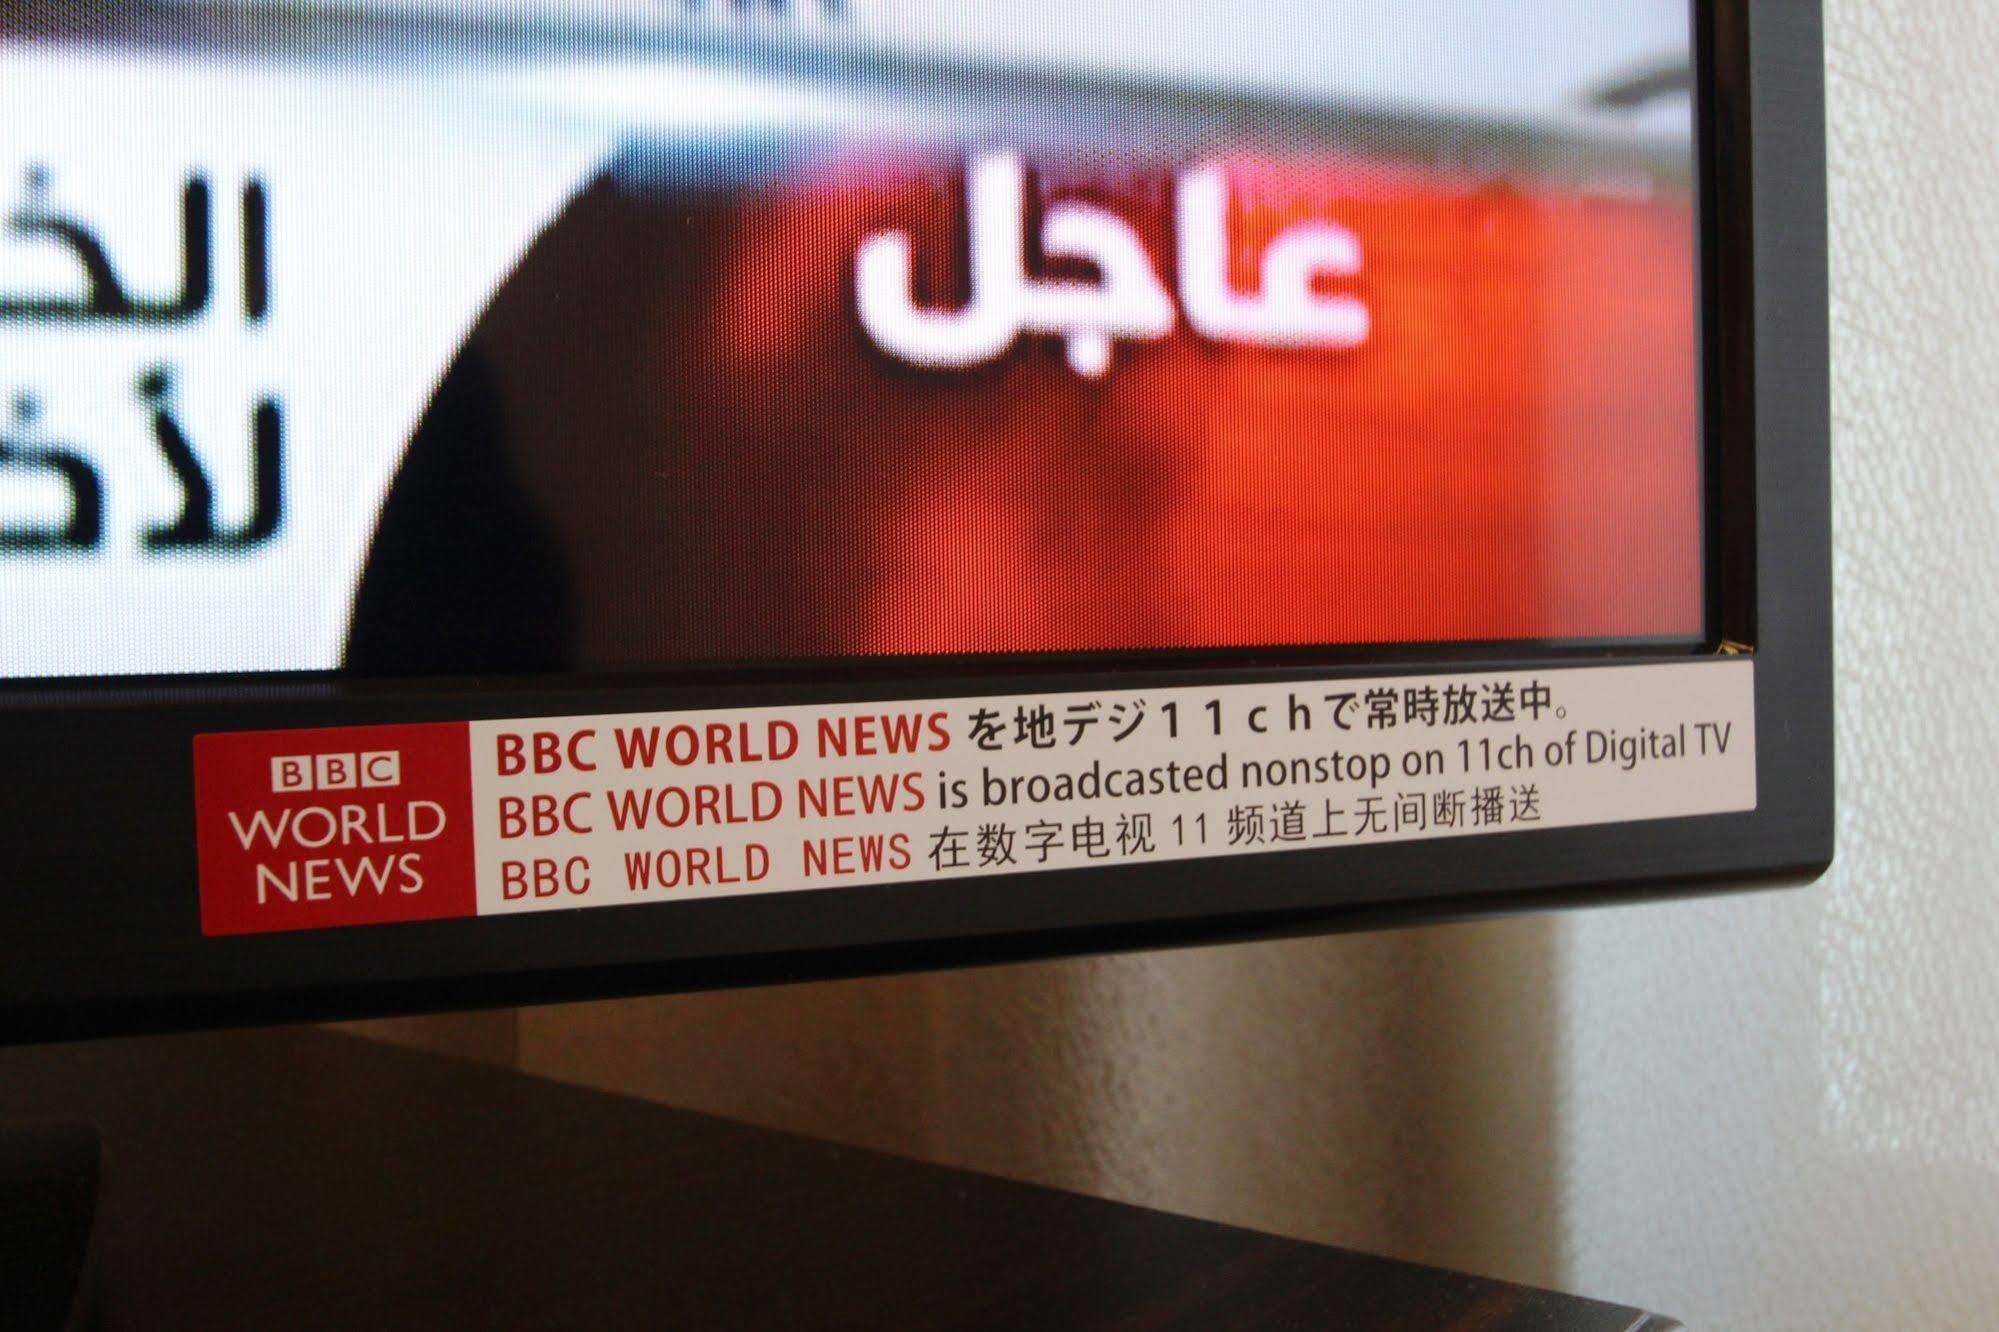 عاجل
BBC
WORLD
NEWS
BBC WORLD NEWS を地デジ11chで常時放送中。
BBC WORLD NEWS is broadcasted nonstop on 11ch of Digital TV
BBC WORLD NEWS 在数字电视 11 频道上无间断播送